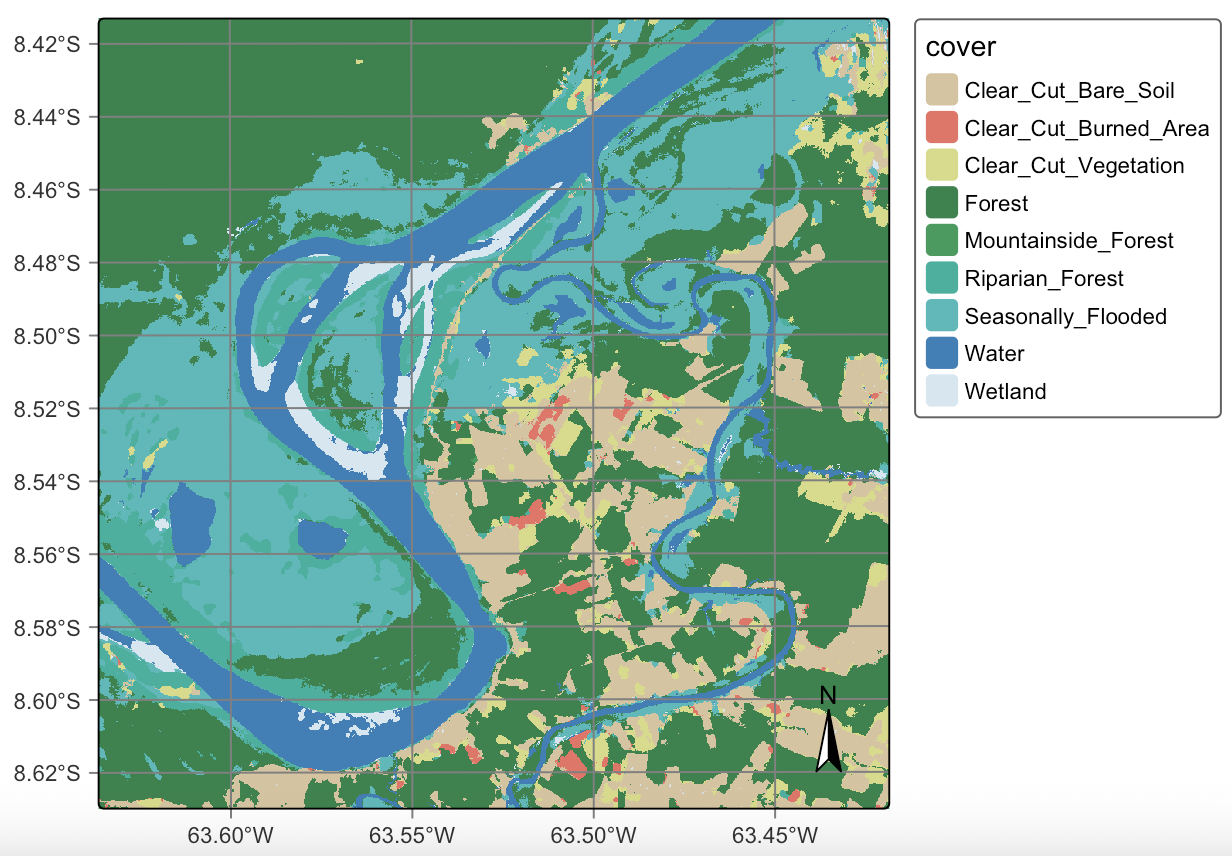 cover
Clear_Cut_Bare_Soil
Clear_Cut_Burned_Area
Clear_Cut_Vegetation
Forest
Mountainside_Forest
Riparian_Forest
Seasonally_Flooded
Water
Wetland
8.42°S
8.44°S
8.46°S
8.48°S
8.50°S
8.52°S
8.54°S
8.56°S
8.58°S
8.60°S
8.62°S
N
63.60°W 63.55°W 63.50°W 63.45°W